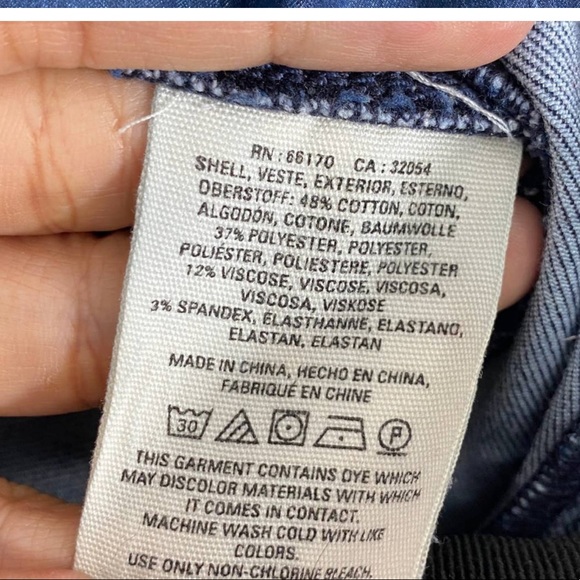 RN : 66170 CA : 32054
SHELL, VESTE, EXTERIOR, ESTERNO,
OBERSTOFF: 48% COTTON, COTON,
ALGODÓN, COTONE, BAUMWOLLE
37% POLYESTER, POLYESTER,
POLIÉSTER, POLIESTERE, POLYESTER
12% VISCOSE, VISCOSE, VISCOSA,
VISCOSA, VISKOSE
3% SPANDEX, ÉLASTHANNE, ELASTANO,
ELASTAN, ELASTAN
MADE IN CHINA, HECHO EN CHINA,
FABRIQUÉ EN CHINE
30 P
THIS GARMENT CONTAINS DYE WHICH
MAY DISCOLOR MATERIALS WITH WHICH
IT COMES IN CONTACT.
MACHINE WASH COLD WITH LIKE
COLORS.
USE ONLY NON-CHLORINE BLEACH.